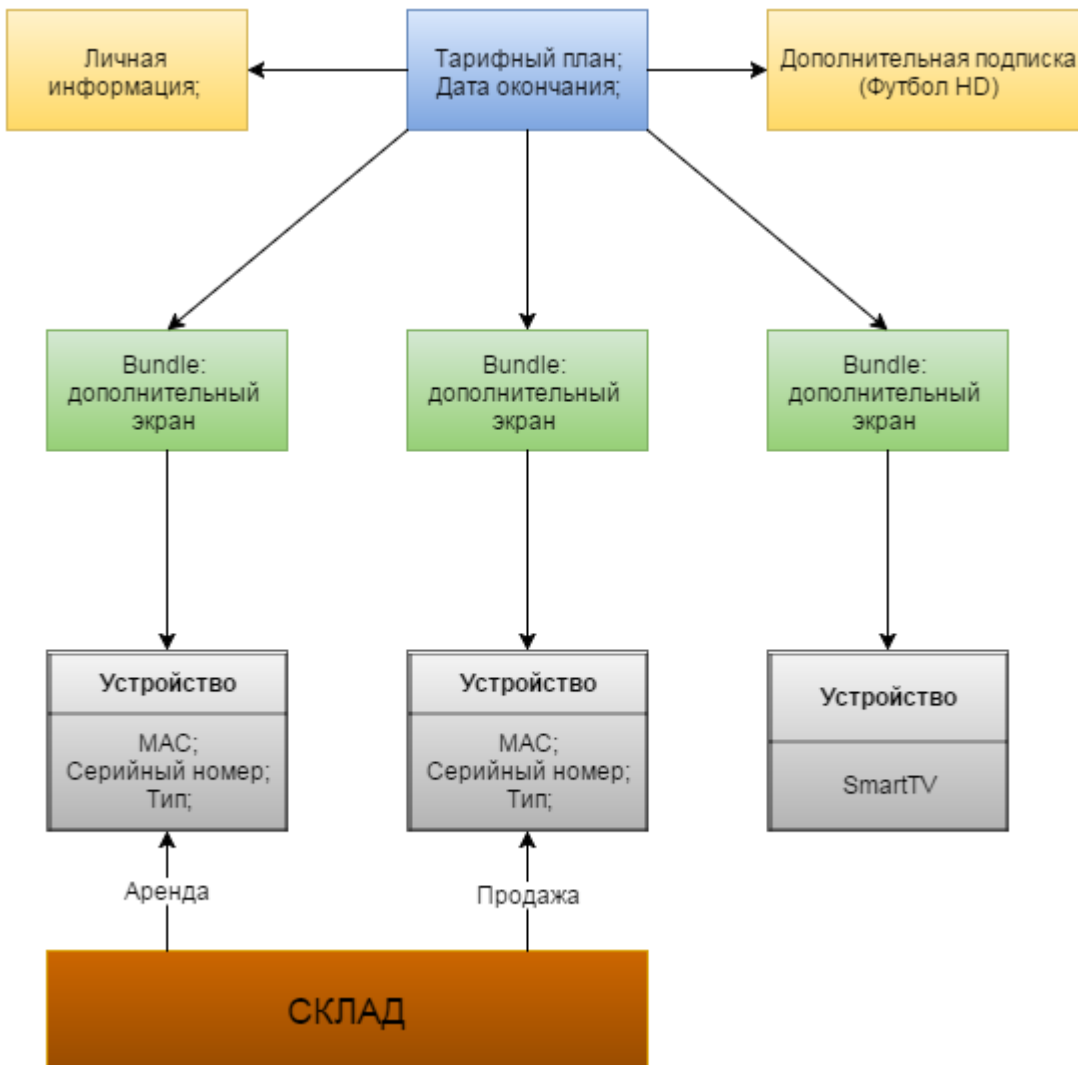 Личная
информация;
Тарифный план;
Дата окончания;
Дополнительная подписка
(Футбол HD)
Bundle:
дополнительный
экран
Bundle:
дополнительный
экран
Bundle:
дополнительный
экран
Устройство
MAC;
Серийный номер;
Тип;
Устройство
MAC;
Серийный номер;
Тип;
Устройство
SmartTV
Аренда
Продажа
СКЛАД